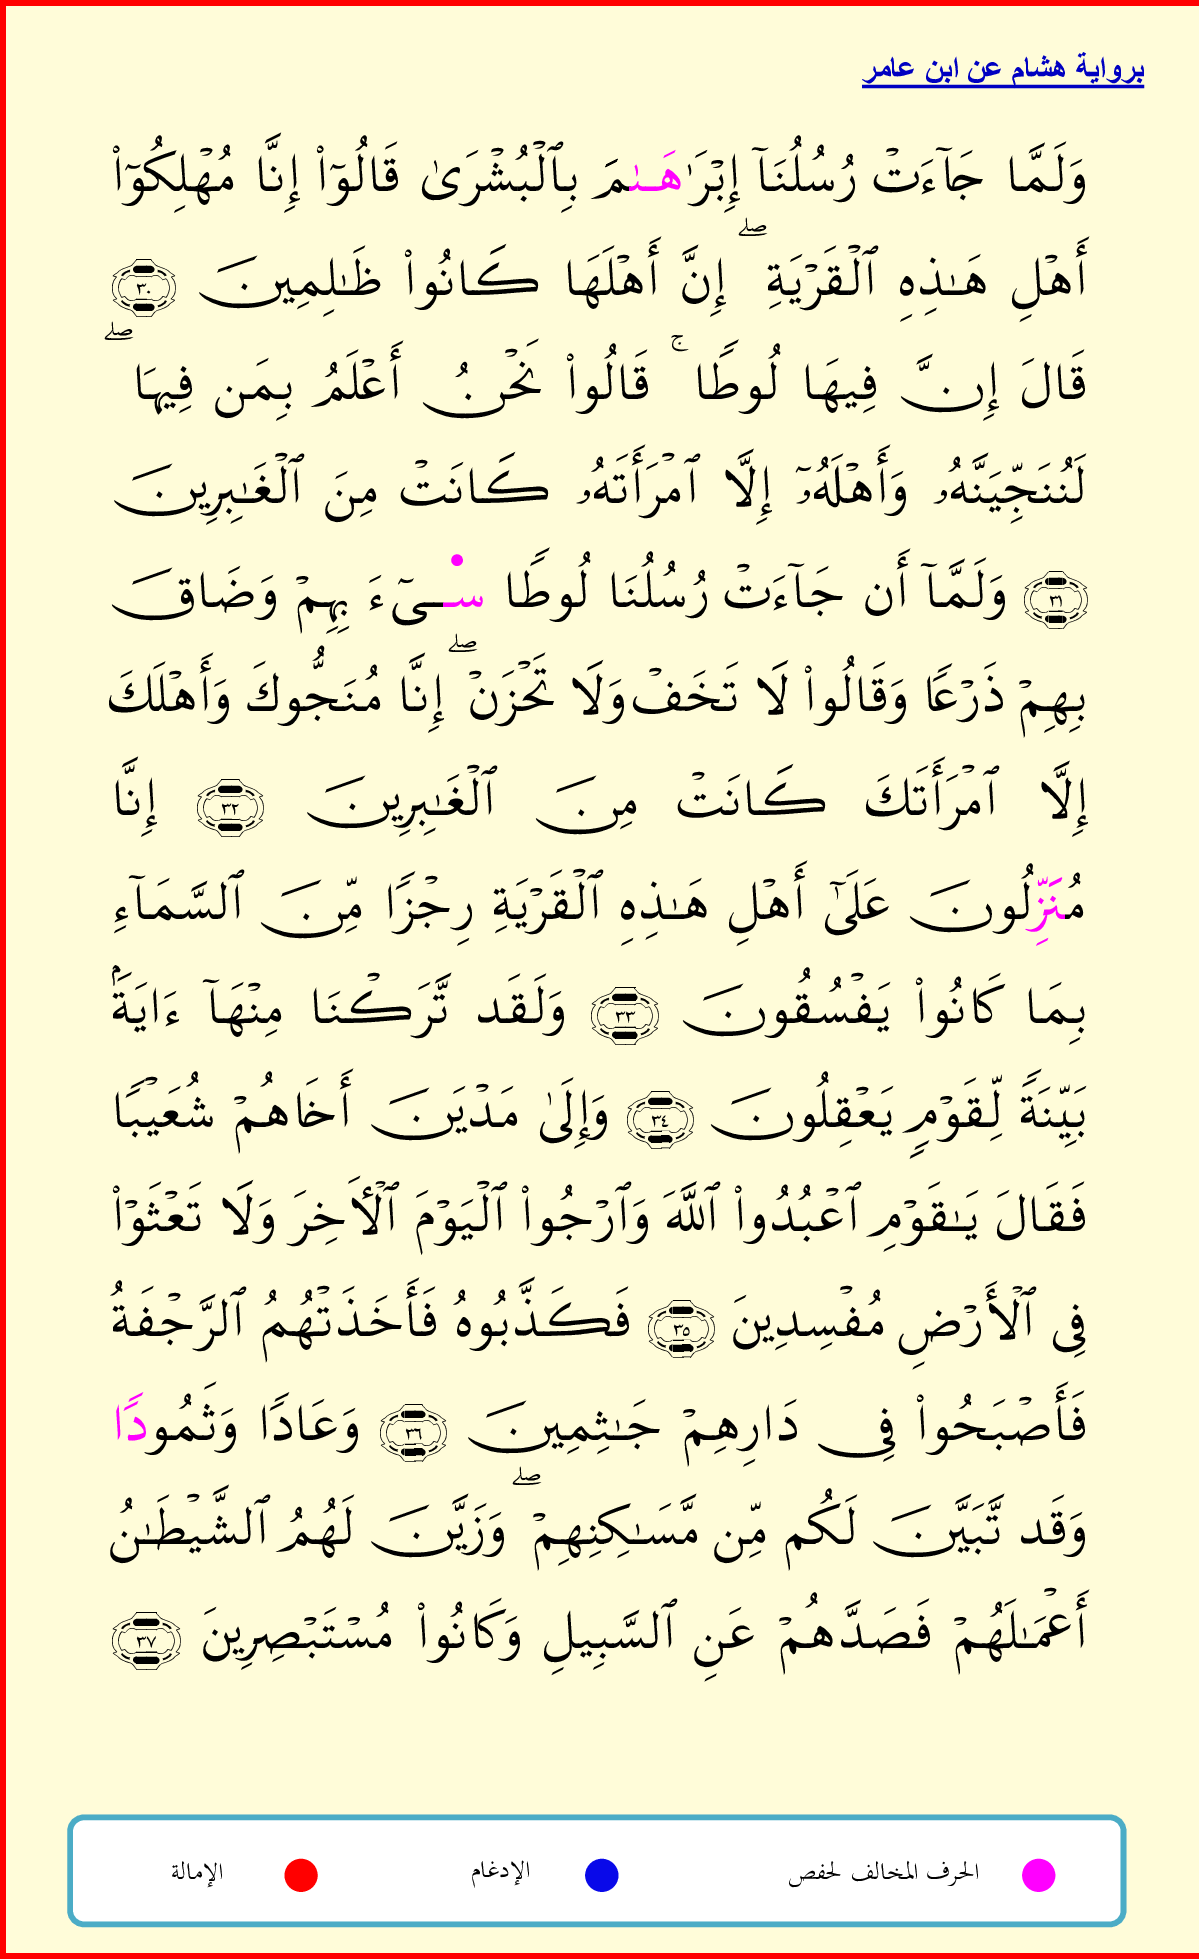 برواية هشام عن ابن عامر
وَلَمَّا جَآءَتْ رُسُلُنَآ إِبْرَٰهَـٰمَ بِٱلْبُشْرَىٰ قَالُوٓا۟ إِنَّا مُهْلِكُوٓا۟
أَهْلِ هَـٰذِهِ ٱلْقَرْيَةِ ۖ إِنَّ أَهْلَهَا كَانُوا۟ ظَـٰلِمِينَ ٣٠
قَالَ إِنَّ فِيهَا لُوطًا ۚ قَالُوا۟ نَحْنُ أَعْلَمُ بِمَن فِيهَا ۖ
لَنُنَجِّيَنَّهُۥ وَأَهْلَهُۥٓ إِلَّا ٱمْرَأَتَهُۥ كَانَتْ مِنَ ٱلْغَـٰبِرِينَ
٣١ وَلَمَّآ أَن جَآءَتْ رُسُلُنَا لُوطًا س۬ـىٓءَ بِهِمْ وَضَاقَ
بِهِمْ ذَرْعًا وَقَالُوا۟ لَا تَخَفْ وَلَا تَحْزَنْ ۖ إِنَّا مُنَجُّوكَ وَأَهْلَكَ
إِلَّا ٱمْرَأَتَكَ كَانَتْ مِنَ ٱلْغَـٰبِرِينَ ٣٢ إِنَّا
مُنَزِّلُونَ عَلَىٰٓ أَهْلِ هَـٰذِهِ ٱلْقَرْيَةِ رِجْزًا مِّنَ ٱلسَّمَآءِ
بِمَا كَانُوا۟ يَفْسُقُونَ ٣٣ وَلَقَد تَّرَكْنَا مِنْهَآ ءَايَةًۢ
بَيِّنَةً لِّقَوْمٍ يَعْقِلُونَ ٣٤ وَإِلَىٰ مَدْيَنَ أَخَاهُمْ شُعَيْبًا
فَقَالَ يَـٰقَوْمِ ٱعْبُدُوا۟ ٱللَّهَ وَٱرْجُوا۟ ٱلْيَوْمَ ٱلْـَٔاخِرَ وَلَا تَعْثَوْا۟
فِى ٱلْأَرْضِ مُفْسِدِينَ ٣٥ فَكَذَّبُوهُ فَأَخَذَتْهُمُ ٱلرَّجْفَةُ
فَأَصْبَحُوا۟ فِى دَارِهِمْ جَـٰثِمِينَ ٣٦ وَعَادًا وَثَمُودًا
وَقَد تَّبَيَّنَ لَكُم مِّن مَّسَـٰكِنِهِمْ ۖ وَزَيَّنَ لَهُمُ ٱلشَّيْطَـٰنُ
أَعْمَـٰلَهُمْ فَصَدَّهُمْ عَنِ ٱلسَّبِيلِ وَكَانُوا۟ مُسْتَبْصِرِينَ ٣٧
الحرف المخالف لحفص الإدغام الإمالة